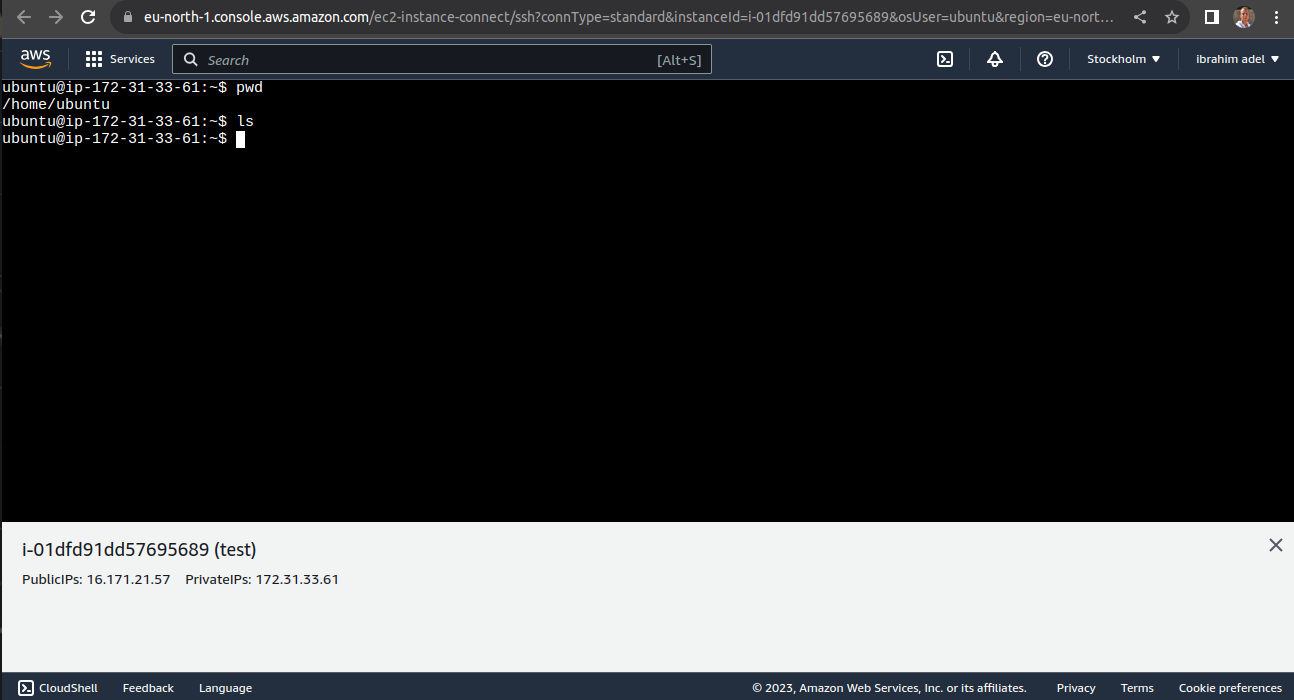 eu-north-1.console.aws.amazon.com/ec2-instance-connect/ssh?connType=standard&instanceId=i-01dfd91dd57695689&osUser=ubuntu&region=eu-nort...
aws Services Search [Alt+S] Stockholm ▼ ibrahim adel ▼
ubuntu@ip-172-31-33-61:~$ pwd
/home/ubuntu
ubuntu@ip-172-31-33-61:~$ ls
ubuntu@ip-172-31-33-61:~$
i-01dfd91dd57695689 (test)
PublicIPs: 16.171.21.57 PrivateIPs: 172.31.33.61
CloudShell Feedback Language © 2023, Amazon Web Services, Inc. or its affiliates. Privacy Terms Cookie preferences